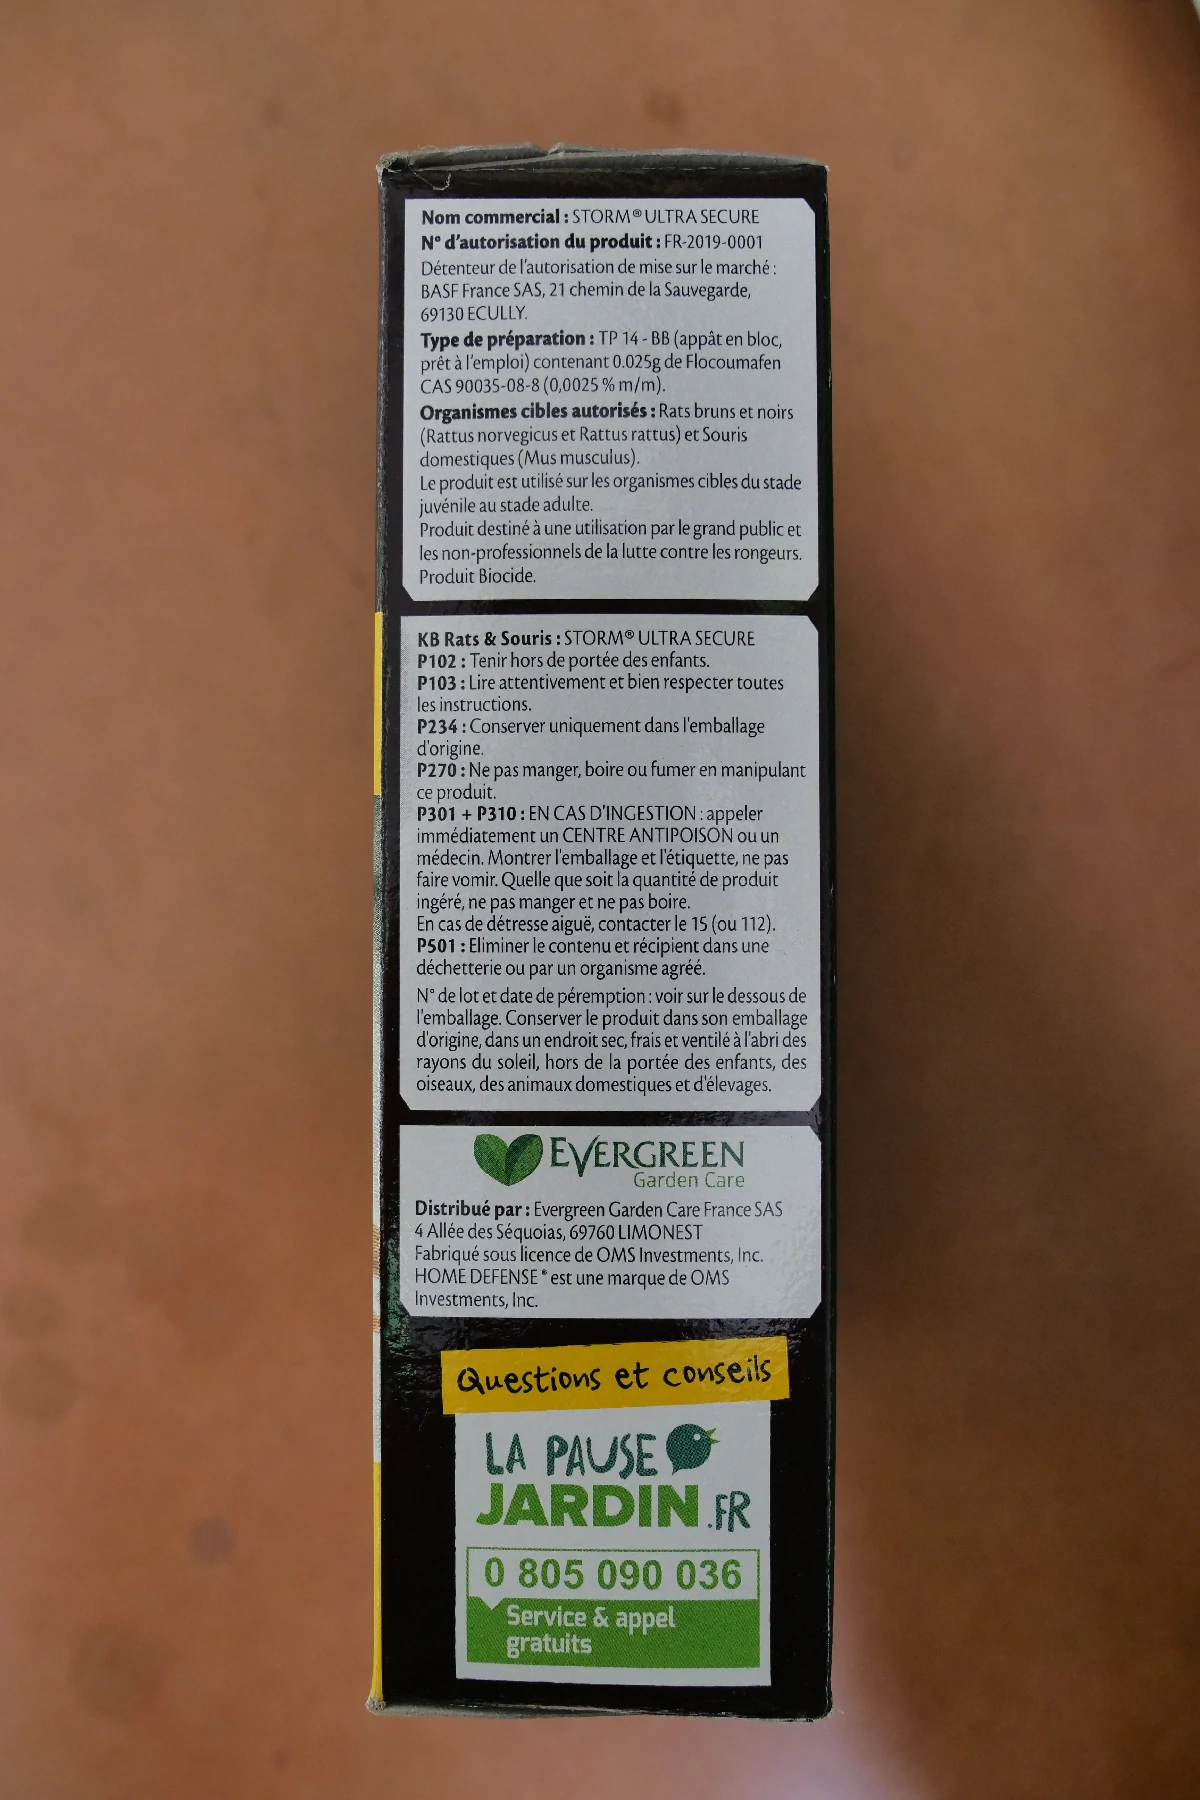 Nom commercial : STORM® ULTRA SECURE
N° d'autorisation du produit : FR-2019-0001
Détenteur de l'autorisation de mise sur le marché :
BASF France SAS, 21 chemin de la Sauvegarde,
69130 ECULLY.
Type de préparation : TP 14 - BB (appât en bloc,
prêt à l'emploi) contenant 0.025g de Flocoumafen
CAS 90035-08-8 (0,0025 % m/m).
Organismes cibles autorisés : Rats bruns et noirs
(Rattus norvegicus et Rattus rattus) et Souris
domestiques (Mus musculus).
Le produit est utilisé sur les organismes cibles du stade
juvénile au stade adulte.
Produit destiné à une utilisation par le grand public et
les non-professionnels de la lutte contre les rongeurs.
Produit Biocide.
KB Rats & Souris : STORM® ULTRA SECURE
P102 : Tenir hors de portée des enfants.
P103 : Lire attentivement et bien respecter toutes
les instructions.
P234 : Conserver uniquement dans l'emballage
d'origine.
P270 : Ne pas manger, boire ou fumer en manipulant
ce produit.
P301 + P310 : EN CAS D'INGESTION : appeler
immédiatement un CENTRE ANTIPOISON ou un
médecin. Montrer l'emballage et l'étiquette, ne pas
faire vomir. Quelle que soit la quantité de produit
ingéré, ne pas manger et ne pas boire.
En cas de détresse aiguë, contacter le 15 (ou 112).
P501 : Eliminer le contenu et récipient dans une
déchetterie ou par un organisme agréé.
N° de lot et date de péremption : voir sur le dessous de
l'emballage. Conserver le produit dans son emballage
d'origine, dans un endroit sec, frais et ventilé à l'abri des
rayons du soleil, hors de la portée des enfants, des
oiseaux, des animaux domestiques et d'élevages.
EVERGREEN
Garden Care
Distribué par : Evergreen Garden Care France SAS
4 Allée des Séquoias, 69760 LIMONEST
Fabriqué sous licence de OMS Investments, Inc.
HOME DEFENSE® est une marque de OMS
Investments, Inc.
Questions et conseils
LA PAUSE
JARDIN.FR
0 805 090 036
Service & appel
gratuits